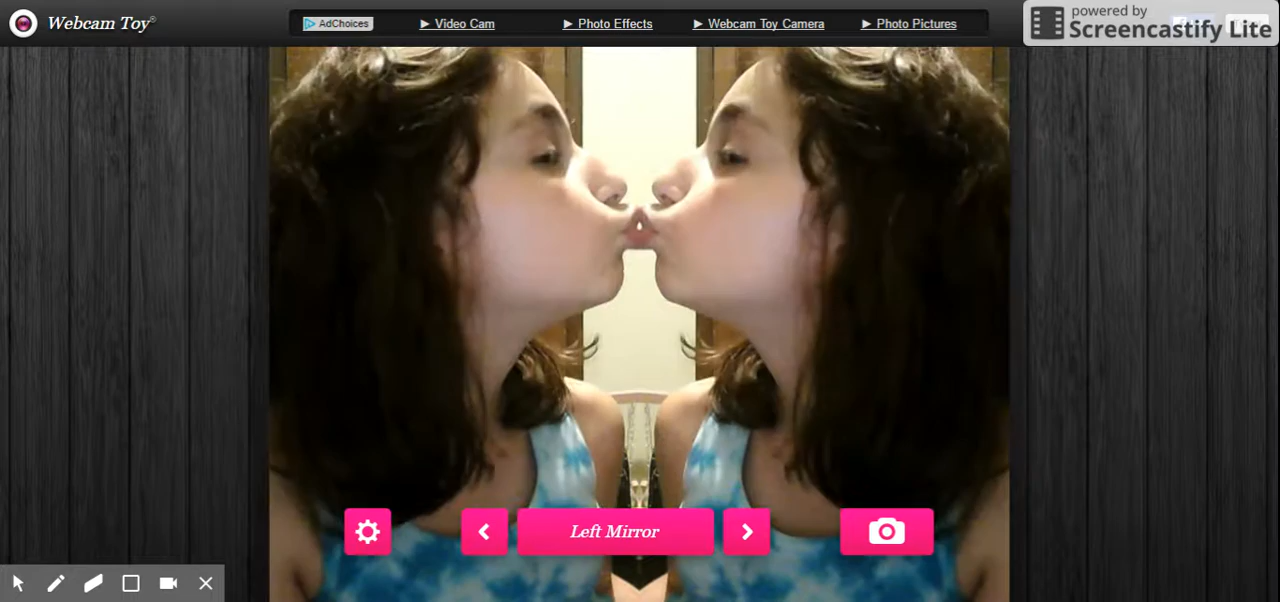 Webcam Toy®
AdChoices
► Video Cam
► Photo Effects
► Webcam Toy Camera
► Photo Pictures
powered by
Screencastify Lite
Left Mirror